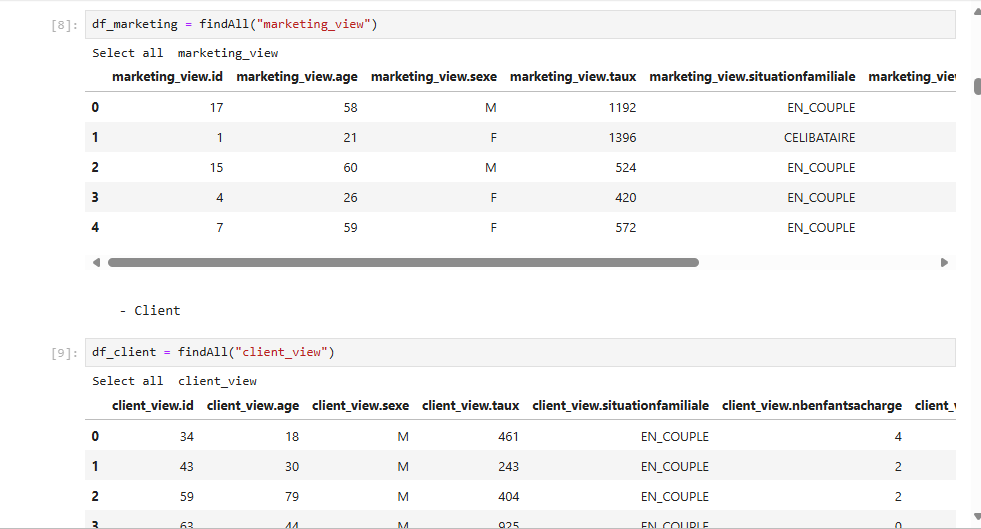 [8]: df_marketing = findAll("marketing_view")
Select all marketing_view
marketing_view.id marketing_view.age marketing_view.sexe marketing_view.taux marketing_view.situationfamiliale marketing_view
0 17 58 M 1192 EN_COUPLE
1 1 21 F 1396 CELIBATAIRE
2 15 60 M 524 EN_COUPLE
3 4 26 F 420 EN_COUPLE
4 7 59 F 572 EN_COUPLE
- Client
[9]: df_client = findAll("client_view")
Select all client_view
client_view.id client_view.age client_view.sexe client_view.taux client_view.situationfamiliale client_view.nbenfantsacharge client_
0 34 18 M 461 EN_COUPLE 4
1 43 30 M 243 EN_COUPLE 2
2 59 79 M 404 EN_COUPLE 2
3 63 44 M 925 EN_COUPLE 0